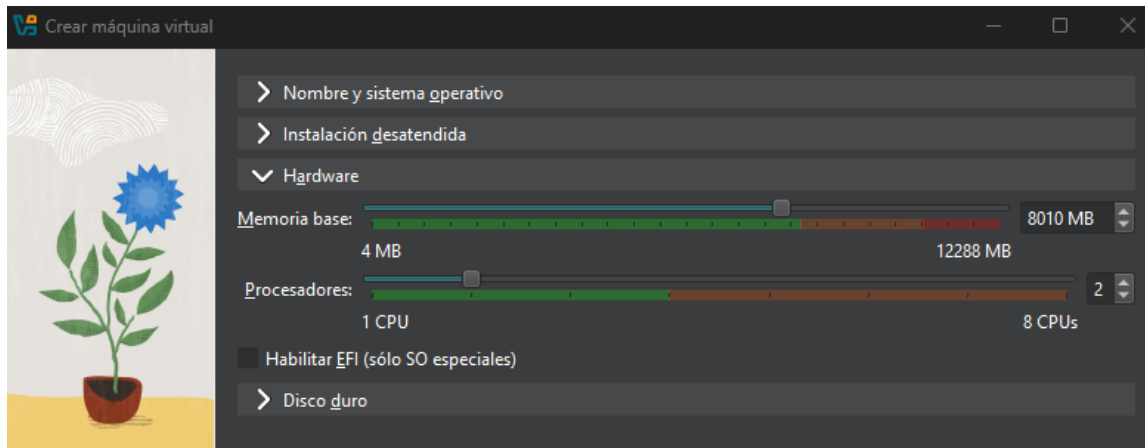 Crear máquina virtual
Nombre y sistema operativo
Instalación desatendida
Hardware
Memoria base: 8010 MB
4 MB 12288 MB
Procesadores: 2
1 CPU 8 CPUs
Habilitar EFI (sólo SO especiales)
Disco duro